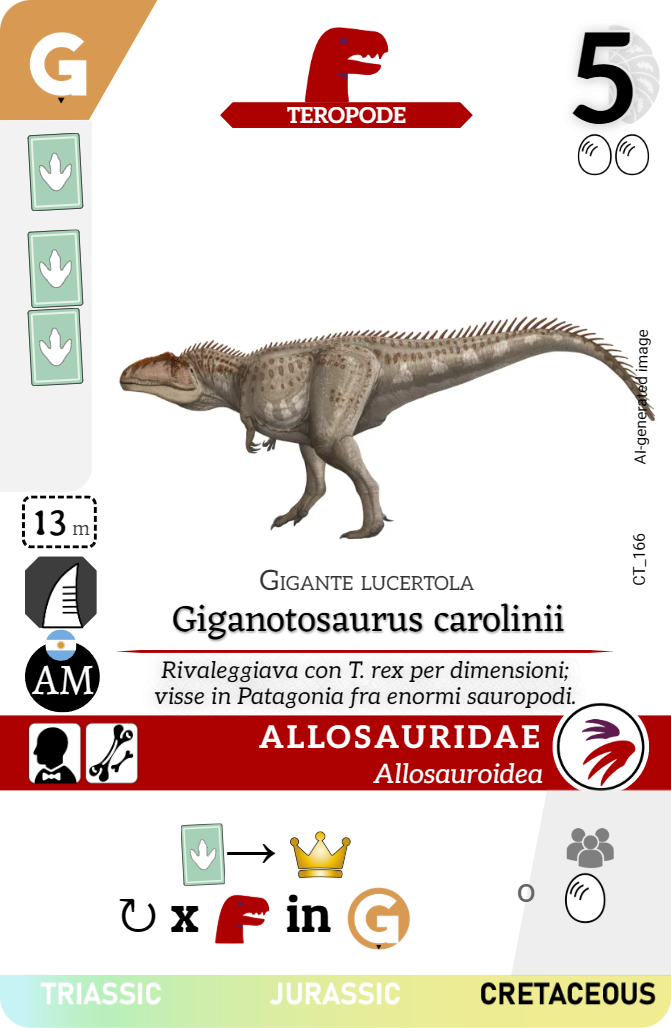 G
TEROPODE
5
AI-generated image
13 m
CT_166
Gigante lucertola
Giganotosaurus carolinii
AM
Rivaleggiava con T. rex per dimensioni;
visse in Patagonia fra enormi sauropodi.
ALLOSAURIDAE
Allosauroidea
→
↻ x in G
o
TRIASSIC JURASSIC CRETACEOUS